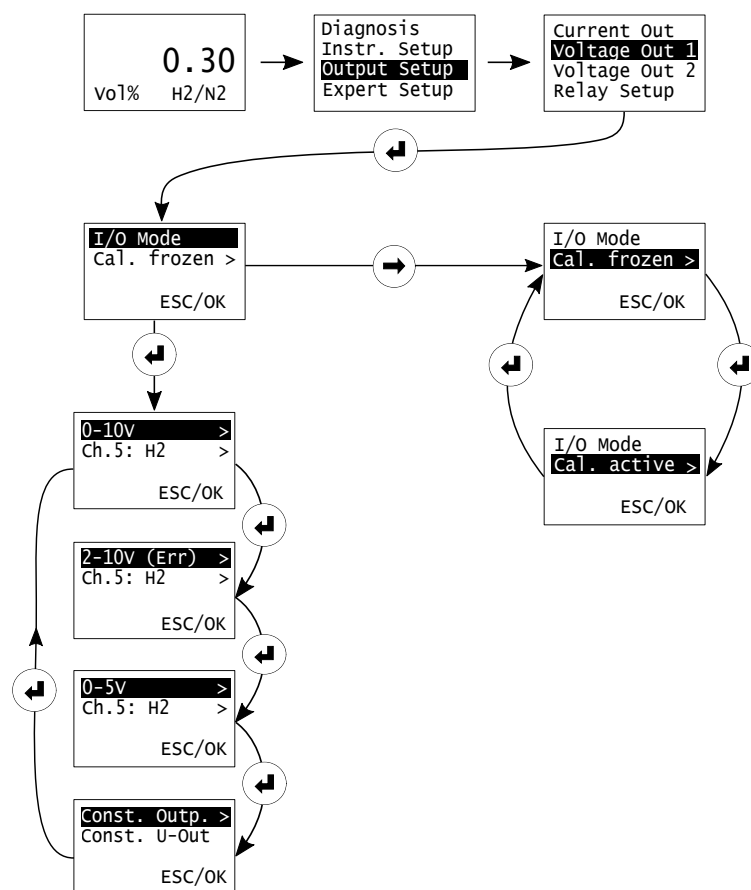 0.30
Vol% H2/N2
Diagnosis
Instr. Setup
Output Setup
Expert Setup
Current Out
Voltage Out 1
Voltage Out 2
Relay Setup
I/O Mode
Cal. frozen >
ESC/OK
I/O Mode
Cal. frozen >
ESC/OK
I/O Mode
Cal. active >
ESC/OK
0-10V >
Ch.5: H2 >
ESC/OK
2-10V (Err) >
Ch.5: H2 >
ESC/OK
0-5V >
Ch.5: H2 >
ESC/OK
Const. Outp. >
Const. U-Out
ESC/OK